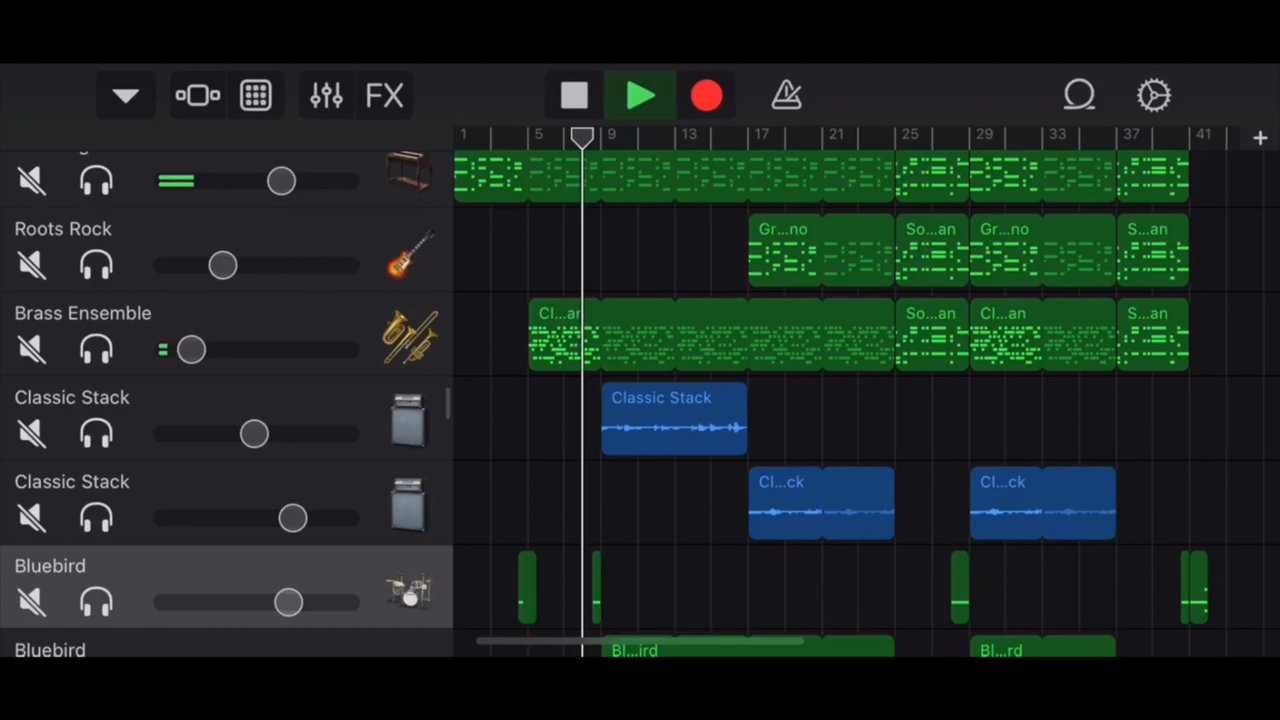 FX
1 5 9 13 17 21 25 29 33 37 41
Roots Rock
Gr...no So...an Gr...no S...an
Brass Ensemble
Cl...an So...an Cl...an S...an
Classic Stack
Classic Stack
Classic Stack
Cl...ck Cl...ck
Bluebird
Bluebird
Bl...ird Bl...rd